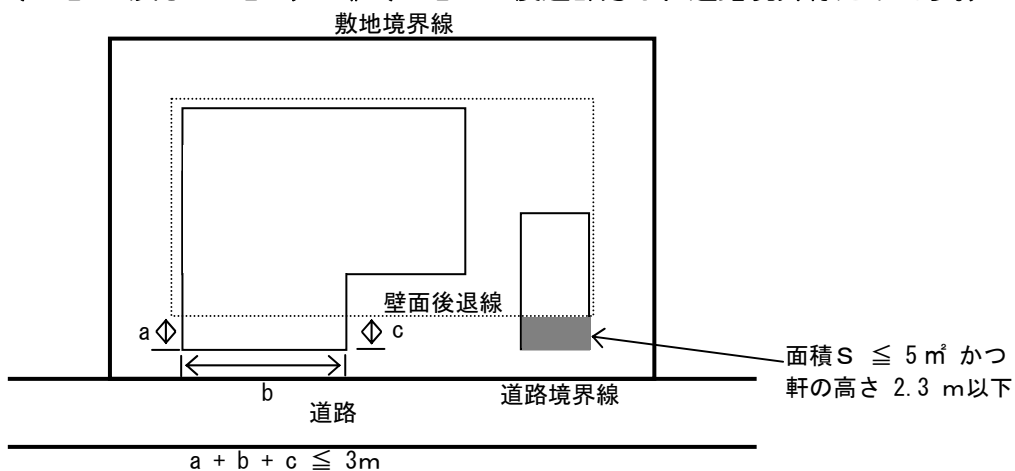 敷地境界線
壁面後退線
a
c
面積S ≦ 5㎡ かつ
軒の高さ 2.3 m以下
b
道路境界線
道路
a + b + c ≦ 3m